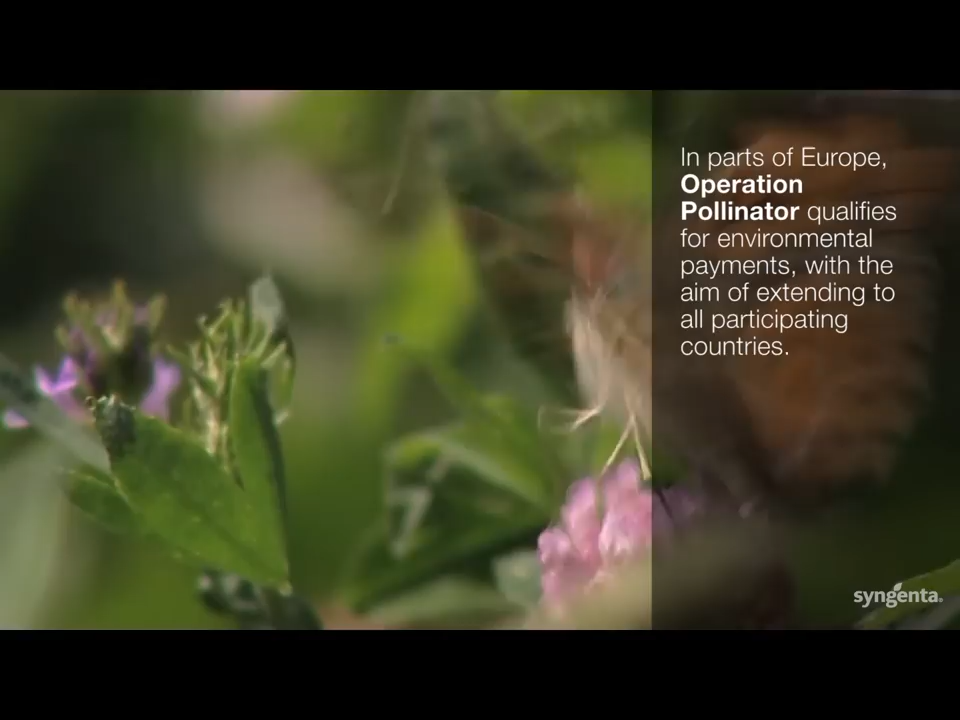 In parts of Europe,
Operation
Pollinator qualifies
for environmental
payments, with the
aim of extending to
all participating
countries.
syngenta.